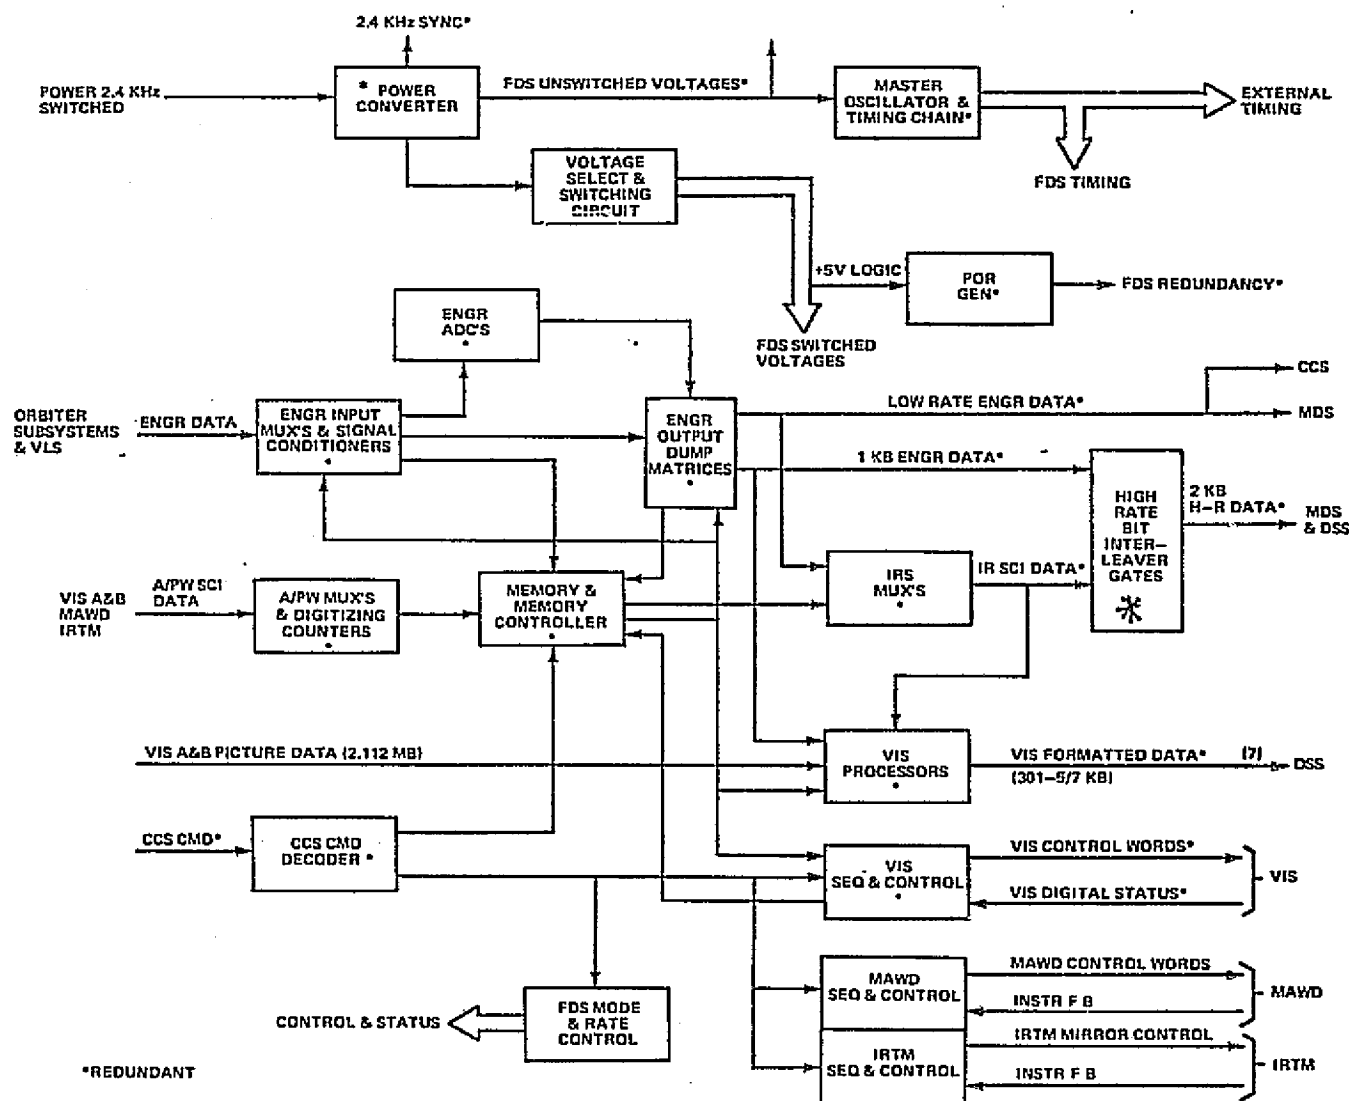 2.4 KHz SYNC*
POWER 2.4 KHz
SWITCHED
* POWER
CONVERTER
FDS UNSWITCHED VOLTAGES*
MASTER
OSCILLATOR &
TIMING CHAIN*
EXTERNAL
TIMING
FDS TIMING
VOLTAGE
SELECT &
SWITCHING
CIRCUIT
+5V LOGIC
POR
GEN*
FDS REDUNDANCY*
FDS SWITCHED
VOLTAGES
ENGR
ADC'S
*
ORBITER
SUBSYSTEMS
& VLS
ENGR DATA
ENGR INPUT
MUX'S & SIGNAL
CONDITIONERS
*
ENGR
OUTPUT
DUMP
MATRICES
*
LOW RATE ENGR DATA*
CCS
MDS
1 KB ENGR DATA*
HIGH
RATE
BIT
INTER–
LEAVER
GATES
*
2 KB
H–R DATA*
MDS
& DSS
VIS A&B
MAWD
IRTM
A/PW SCI
DATA
A/PW MUX'S
& DIGITIZING
COUNTERS
*
MEMORY &
MEMORY
CONTROLLER
*
IRS
MUX'S
*
IR SCI DATA*
VIS A&B PICTURE DATA (2.112 MB)
VIS
PROCESSORS
*
VIS FORMATTED DATA*
(301–5/7 KB)
(7)
DSS
CCS CMD*
CCS CMD
DECODER *
VIS
SEQ & CONTROL
*
VIS CONTROL WORDS*
VIS DIGITAL STATUS*
VIS
MAWD
SEQ & CONTROL
MAWD CONTROL WORDS
INSTR F B
MAWD
IRTM
SEQ & CONTROL
IRTM MIRROR CONTROL
INSTR F B
IRTM
CONTROL & STATUS
FDS MODE
& RATE
CONTROL
*REDUNDANT